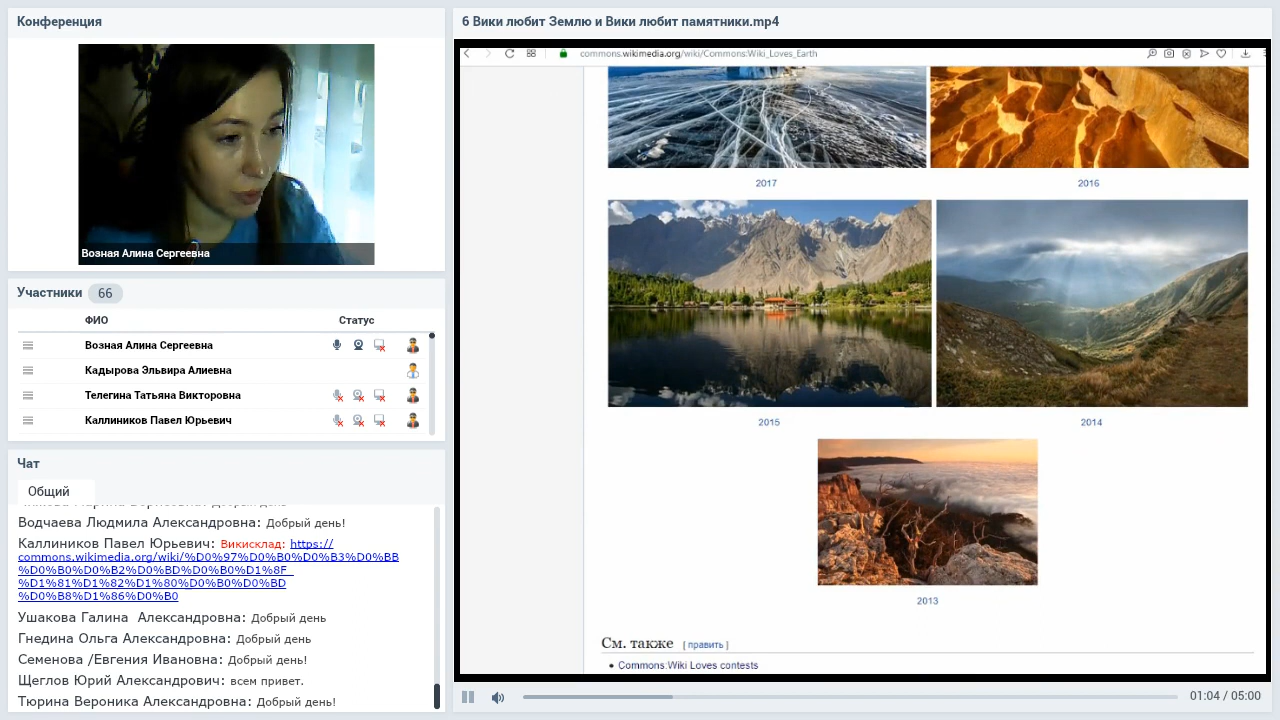 Конференция
Возная Алина Сергеевна
Участники 66
ФИО Статус
Возная Алина Сергеевна
Кадырова Эльвира Алиевна
Телегина Татьяна Викторовна
Каллиников Павел Юрьевич
Чат
Общий
Водчаева Людмила Александровна: Добрый день!
Каллиников Павел Юрьевич: Викисклад: https://
commons.wikimedia.org/wiki/%D0%97%D0%B0%D0%B3%D0%BB
%D0%B0%D0%B2%D0%BD%D0%B0%D1%8F_
%D1%81%D1%82%D1%80%D0%B0%D0%BD
%D0%B8%D1%86%D0%B0
Ушакова Галина Александровна: Добрый день
Гнедина Ольга Александровна: Добрый день
Семенова /Евгения Ивановна: Добрый день!
Щеглов Юрий Александрович: всем привет.
Тюрина Вероника Александровна: Добрый день!
6 Вики любит Землю и Вики любит памятники.mp4
commons.wikimedia.org/wiki/Commons:Wiki_Loves_Earth
2017 2016
2015 2014
2013
См. также [ править ]
Commons:Wiki Loves contests
01:04 / 05:00